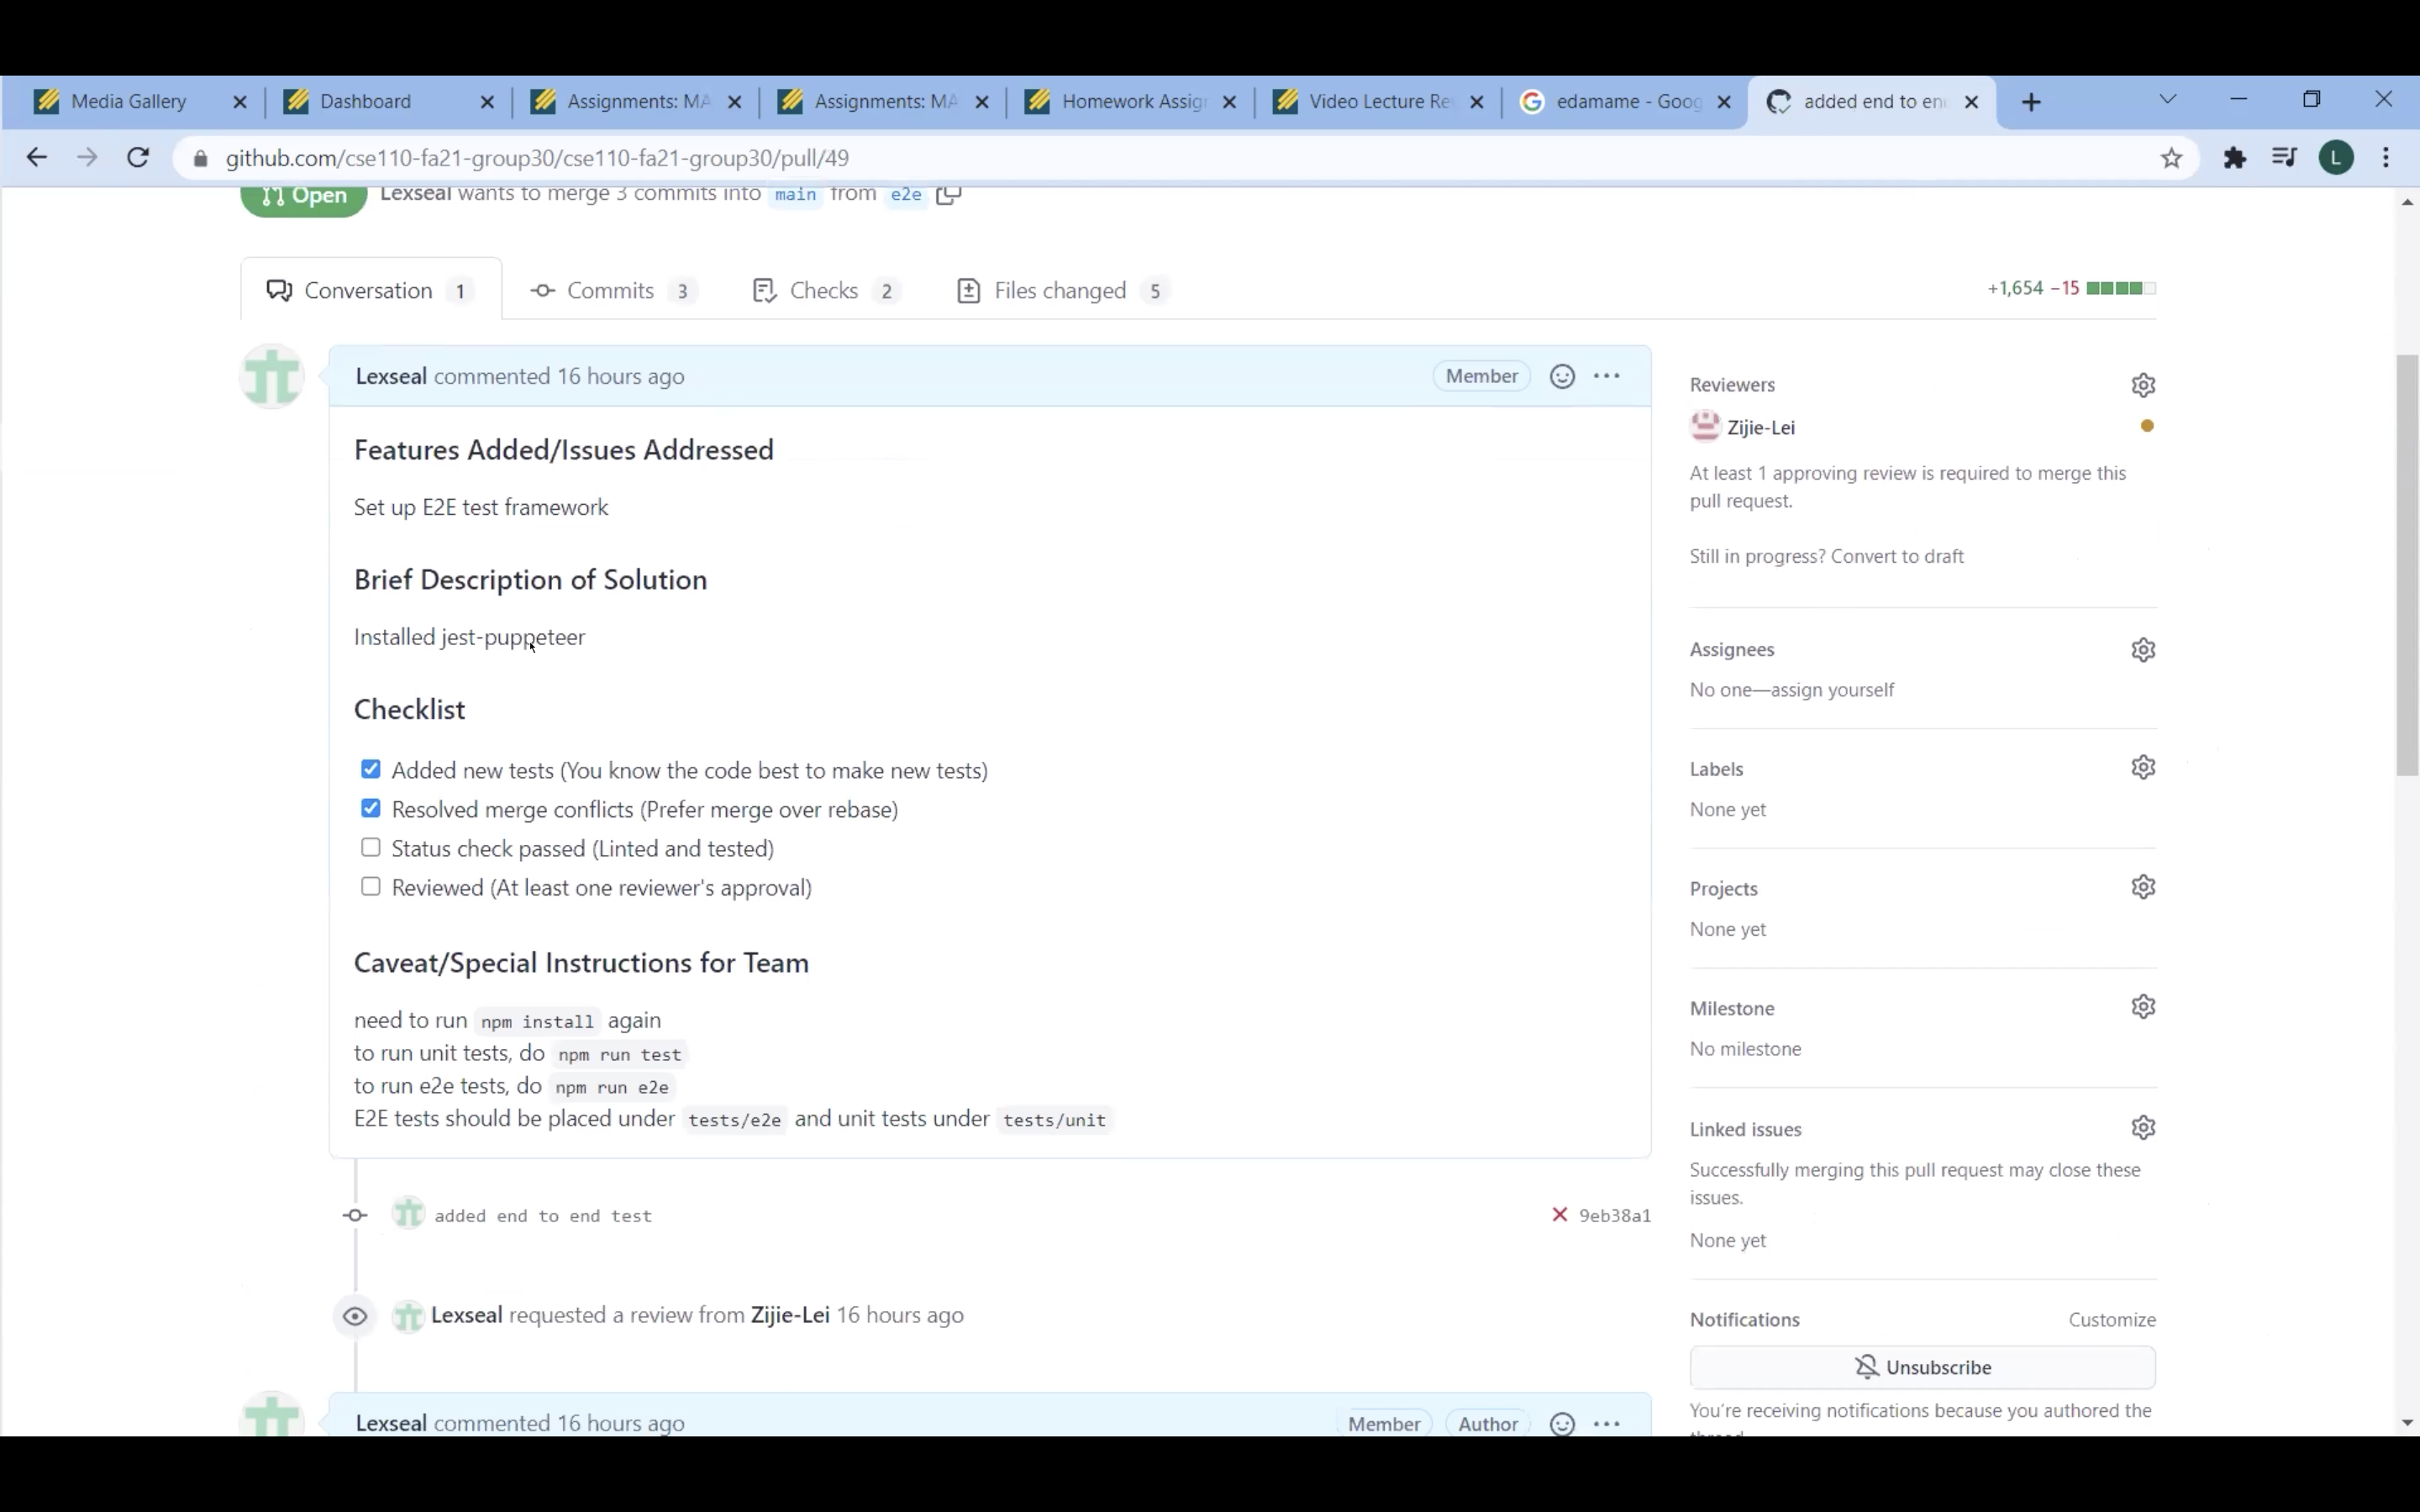 Media Gallery
Dashboard
Assignments: MA
Assignments: MA
Homework Assig
Video Lecture Re
edamame - Goog
added end to en
github.com/cse110-fa21-group30/cse110-fa21-group30/pull/49
L
Open
Lexseal wants to merge 3 commits into main from e2e
Conversation 1
Commits 3
Checks 2
Files changed 5
+1,654 −15
Lexseal commented 16 hours ago
Member
Features Added/Issues Addressed
Set up E2E test framework
Brief Description of Solution
Installed jest-puppeteer
Checklist
Added new tests (You know the code best to make new tests)
Resolved merge conflicts (Prefer merge over rebase)
Status check passed (Linted and tested)
Reviewed (At least one reviewer's approval)
Caveat/Special Instructions for Team
need to run npm install again
to run unit tests, do npm run test
to run e2e tests, do npm run e2e
E2E tests should be placed under tests/e2e and unit tests under tests/unit
added end to end test
9eb38a1
Lexseal requested a review from Zijie-Lei 16 hours ago
Lexseal commented 16 hours ago
Member
Author
Reviewers
Zijie-Lei
At least 1 approving review is required to merge this
pull request.
Still in progress? Convert to draft
Assignees
No one—assign yourself
Labels
None yet
Projects
None yet
Milestone
No milestone
Linked issues
Successfully merging this pull request may close these
issues.
None yet
Notifications
Customize
Unsubscribe
You're receiving notifications because you authored the